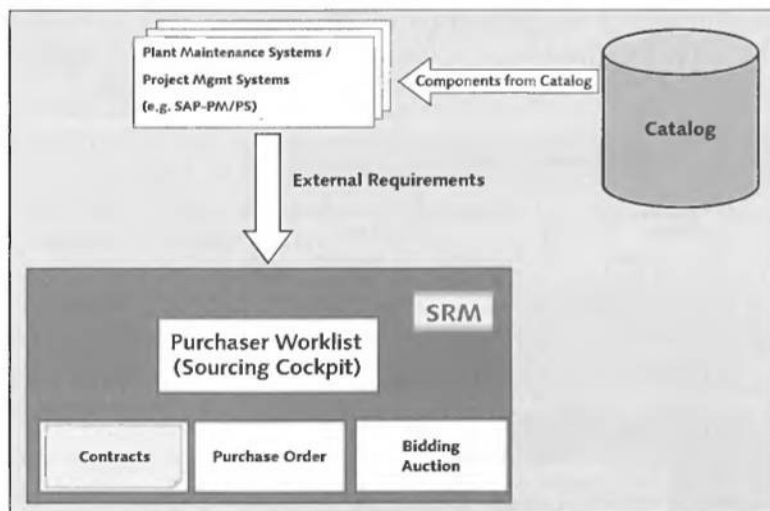 Plant Maintenance Systems /
Project Mgmt Systems
(e.g. SAP-PM/PS)
Components from Catalog
Catalog
External Requirements
SRM
Purchaser Worklist
(Sourcing Cockpit)
Contracts
Purchase Order
Bidding
Auction